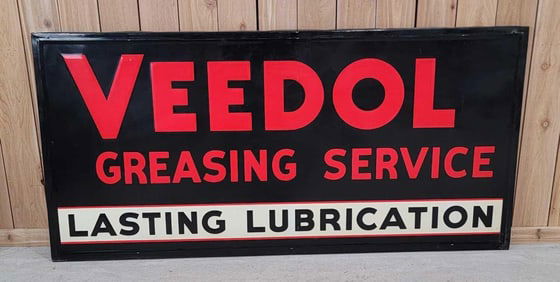 VEEDOL
GREASING SERVICE
LASTING LUBRICATION